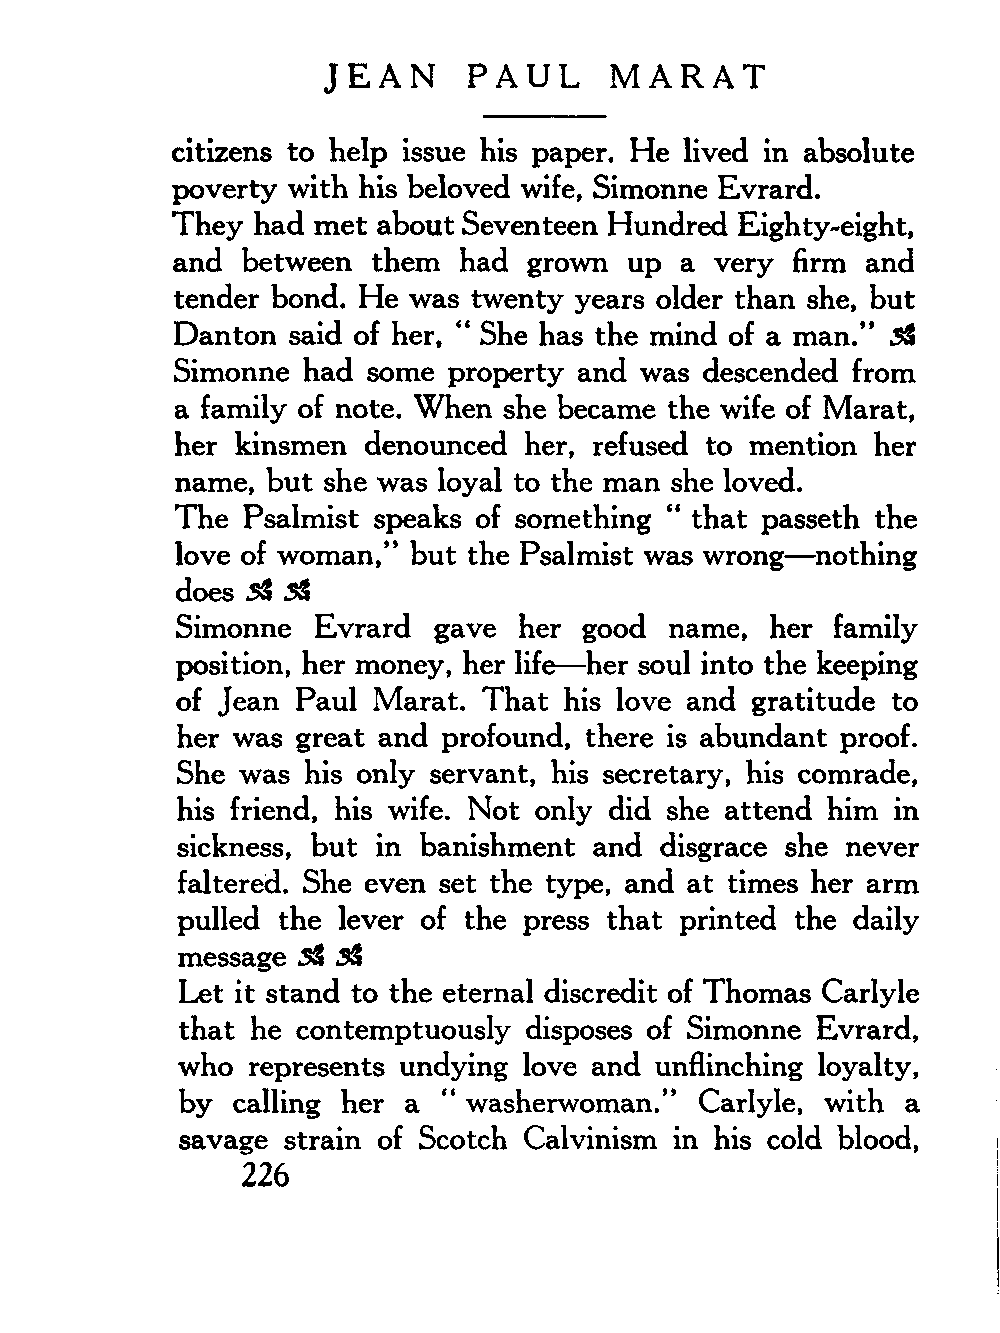 JEAN PAUL MARAT
citizens to help issue his paper. He lived in absolute
poverty with his beloved wife, Simonne Evrard.
They had met about Seventeen Hundred Eighty-eight,
and between them had grown up a very firm and
tender bond. He was twenty years older than she, but
Danton said of her, “ She has the mind of a man.”
Simonne had some property and was descended from
a family of note. When she became the wife of Marat,
her kinsmen denounced her, refused to mention her
name, but she was loyal to the man she loved.
The Psalmist speaks of something “ that passeth the
love of woman,” but the Psalmist was wrong—nothing
does
Simonne Evrard gave her good name, her family
position, her money, her life—her soul into the keeping
of Jean Paul Marat. That his love and gratitude to
her was great and profound, there is abundant proof.
She was his only servant, his secretary, his comrade,
his friend, his wife. Not only did she attend him in
sickness, but in banishment and disgrace she never
faltered. She even set the type, and at times her arm
pulled the lever of the press that printed the daily
message
Let it stand to the eternal discredit of Thomas Carlyle
that he contemptuously disposes of Simonne Evrard,
who represents undying love and unflinching loyalty,
by calling her a “ washerwoman.” Carlyle, with a
savage strain of Scotch Calvinism in his cold blood,
226